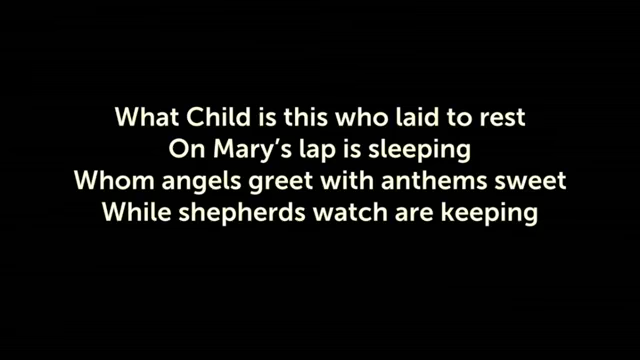 What Child is this who laid to rest
On Mary’s lap is sleeping
Whom angels greet with anthems sweet
While shepherds watch are keeping